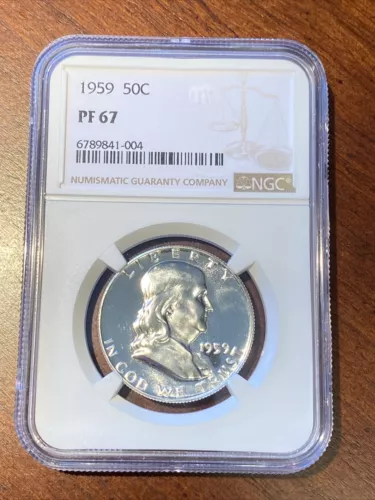 1959 50C
PF 67
6789841-004
NUMISMATIC GUARANTY COMPANY NGC
LIBERTY
1959
IN GOD WE TRUST